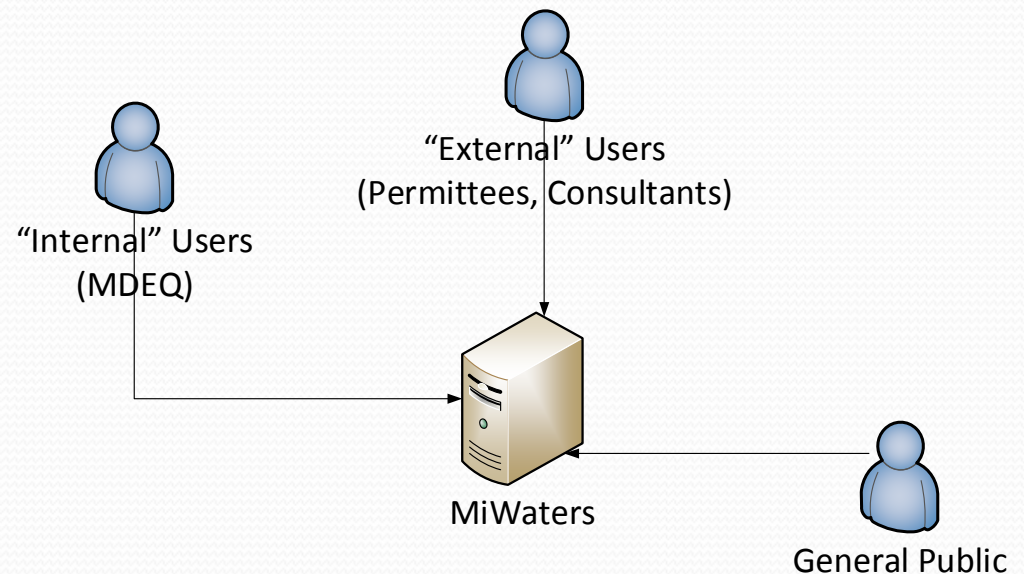 “External” Users
(Permittees, Consultants)
“Internal” Users
(MDEQ)
MiWaters
General Public